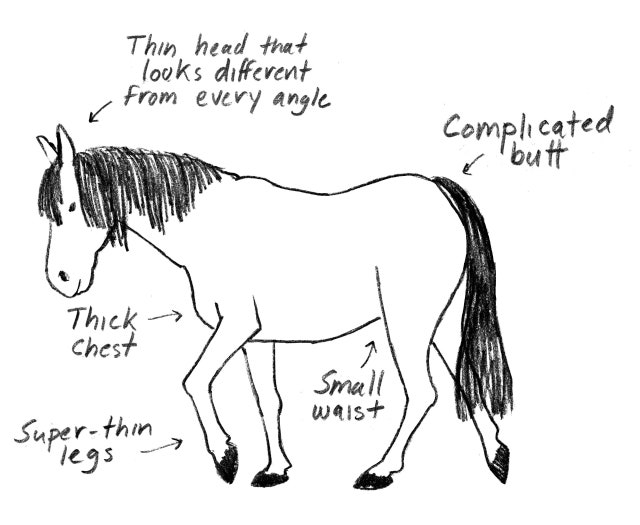 Thin head that
looks different
from every angle
Complicated
butt
Thick
chest
Small
waist
Super-thin
legs